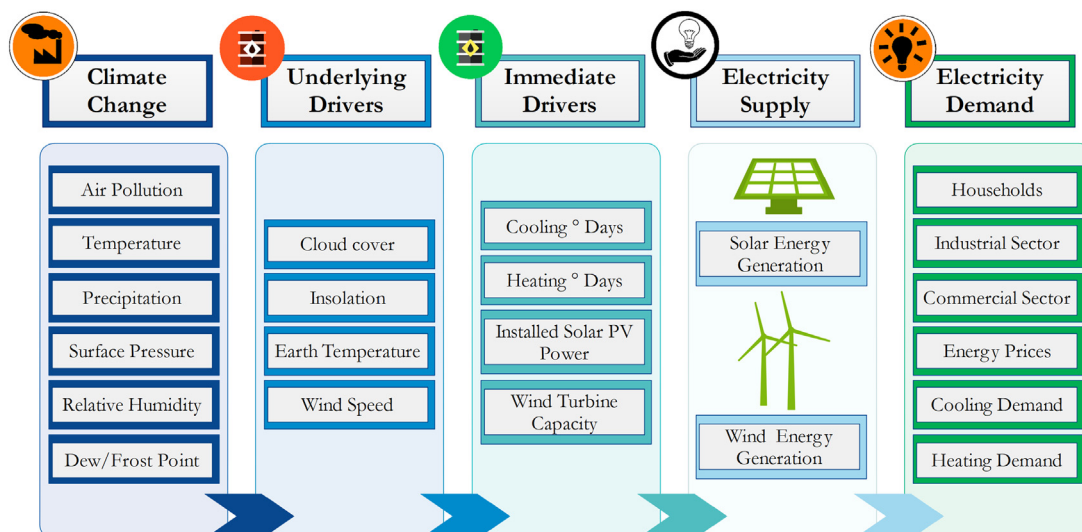 Climate
Change
Underlying
Drivers
Immediate
Drivers
Electricity
Supply
Electricity
Demand
Air Pollution
Temperature
Precipitation
Surface Pressure
Relative Humidity
Dew/Frost Point
Cloud cover
Insolation
Earth Temperature
Wind Speed
Cooling ° Days
Heating ° Days
Installed Solar PV
Power
Wind Turbine
Capacity
Solar Energy
Generation
Wind Energy
Generation
Households
Industrial Sector
Commercial Sector
Energy Prices
Cooling Demand
Heating Demand